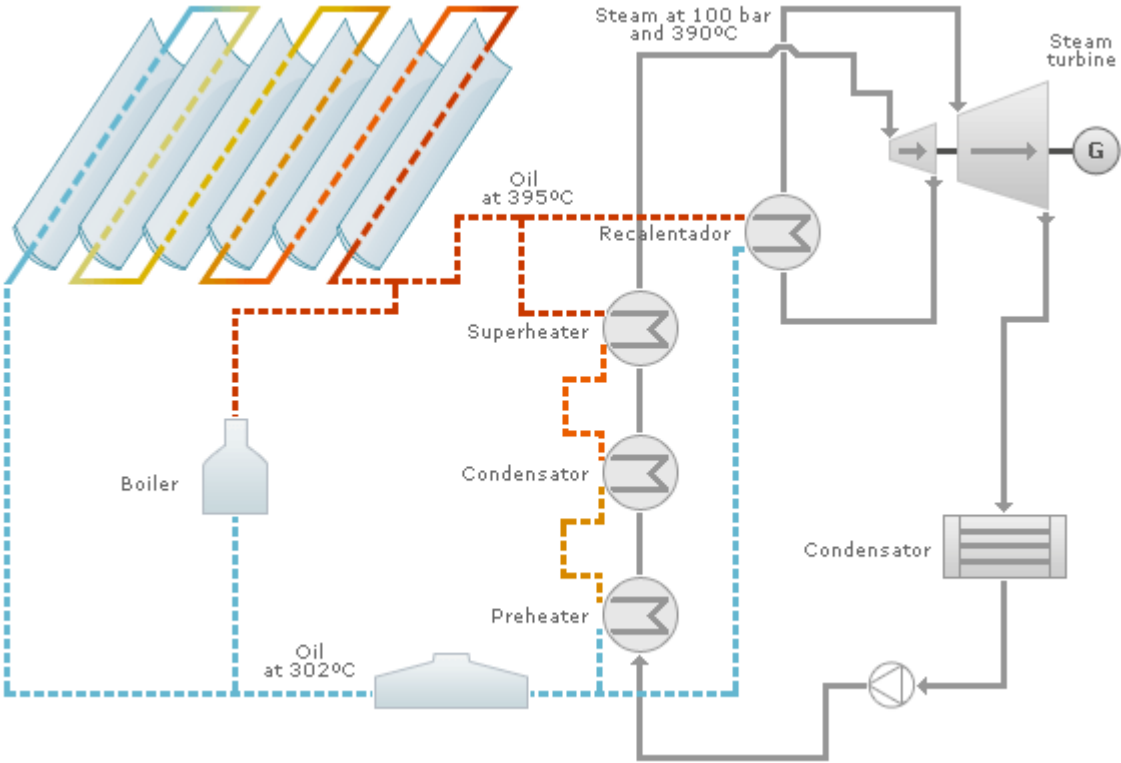 Steam at 100 bar
and 390ºC
Steam
turbine
G
Oil
at 395ºC
Recalentador
Superheater
Condensator
Boiler
Condensator
Preheater
Oil
at 302ºC